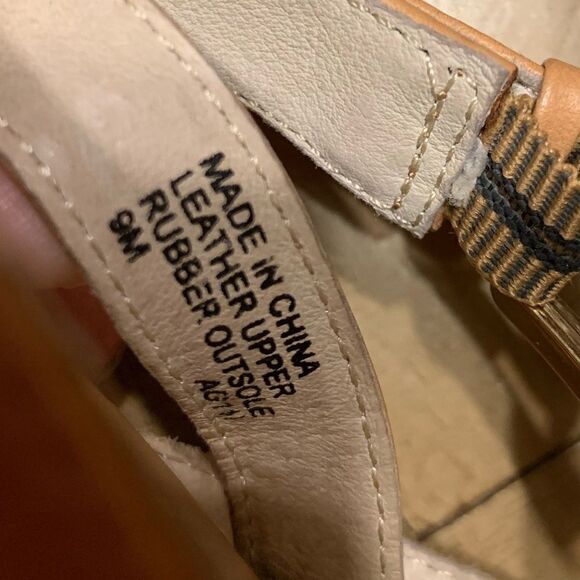 MADE IN CHINA
LEATHER UPPER
RUBBER OUTSOLE
9M